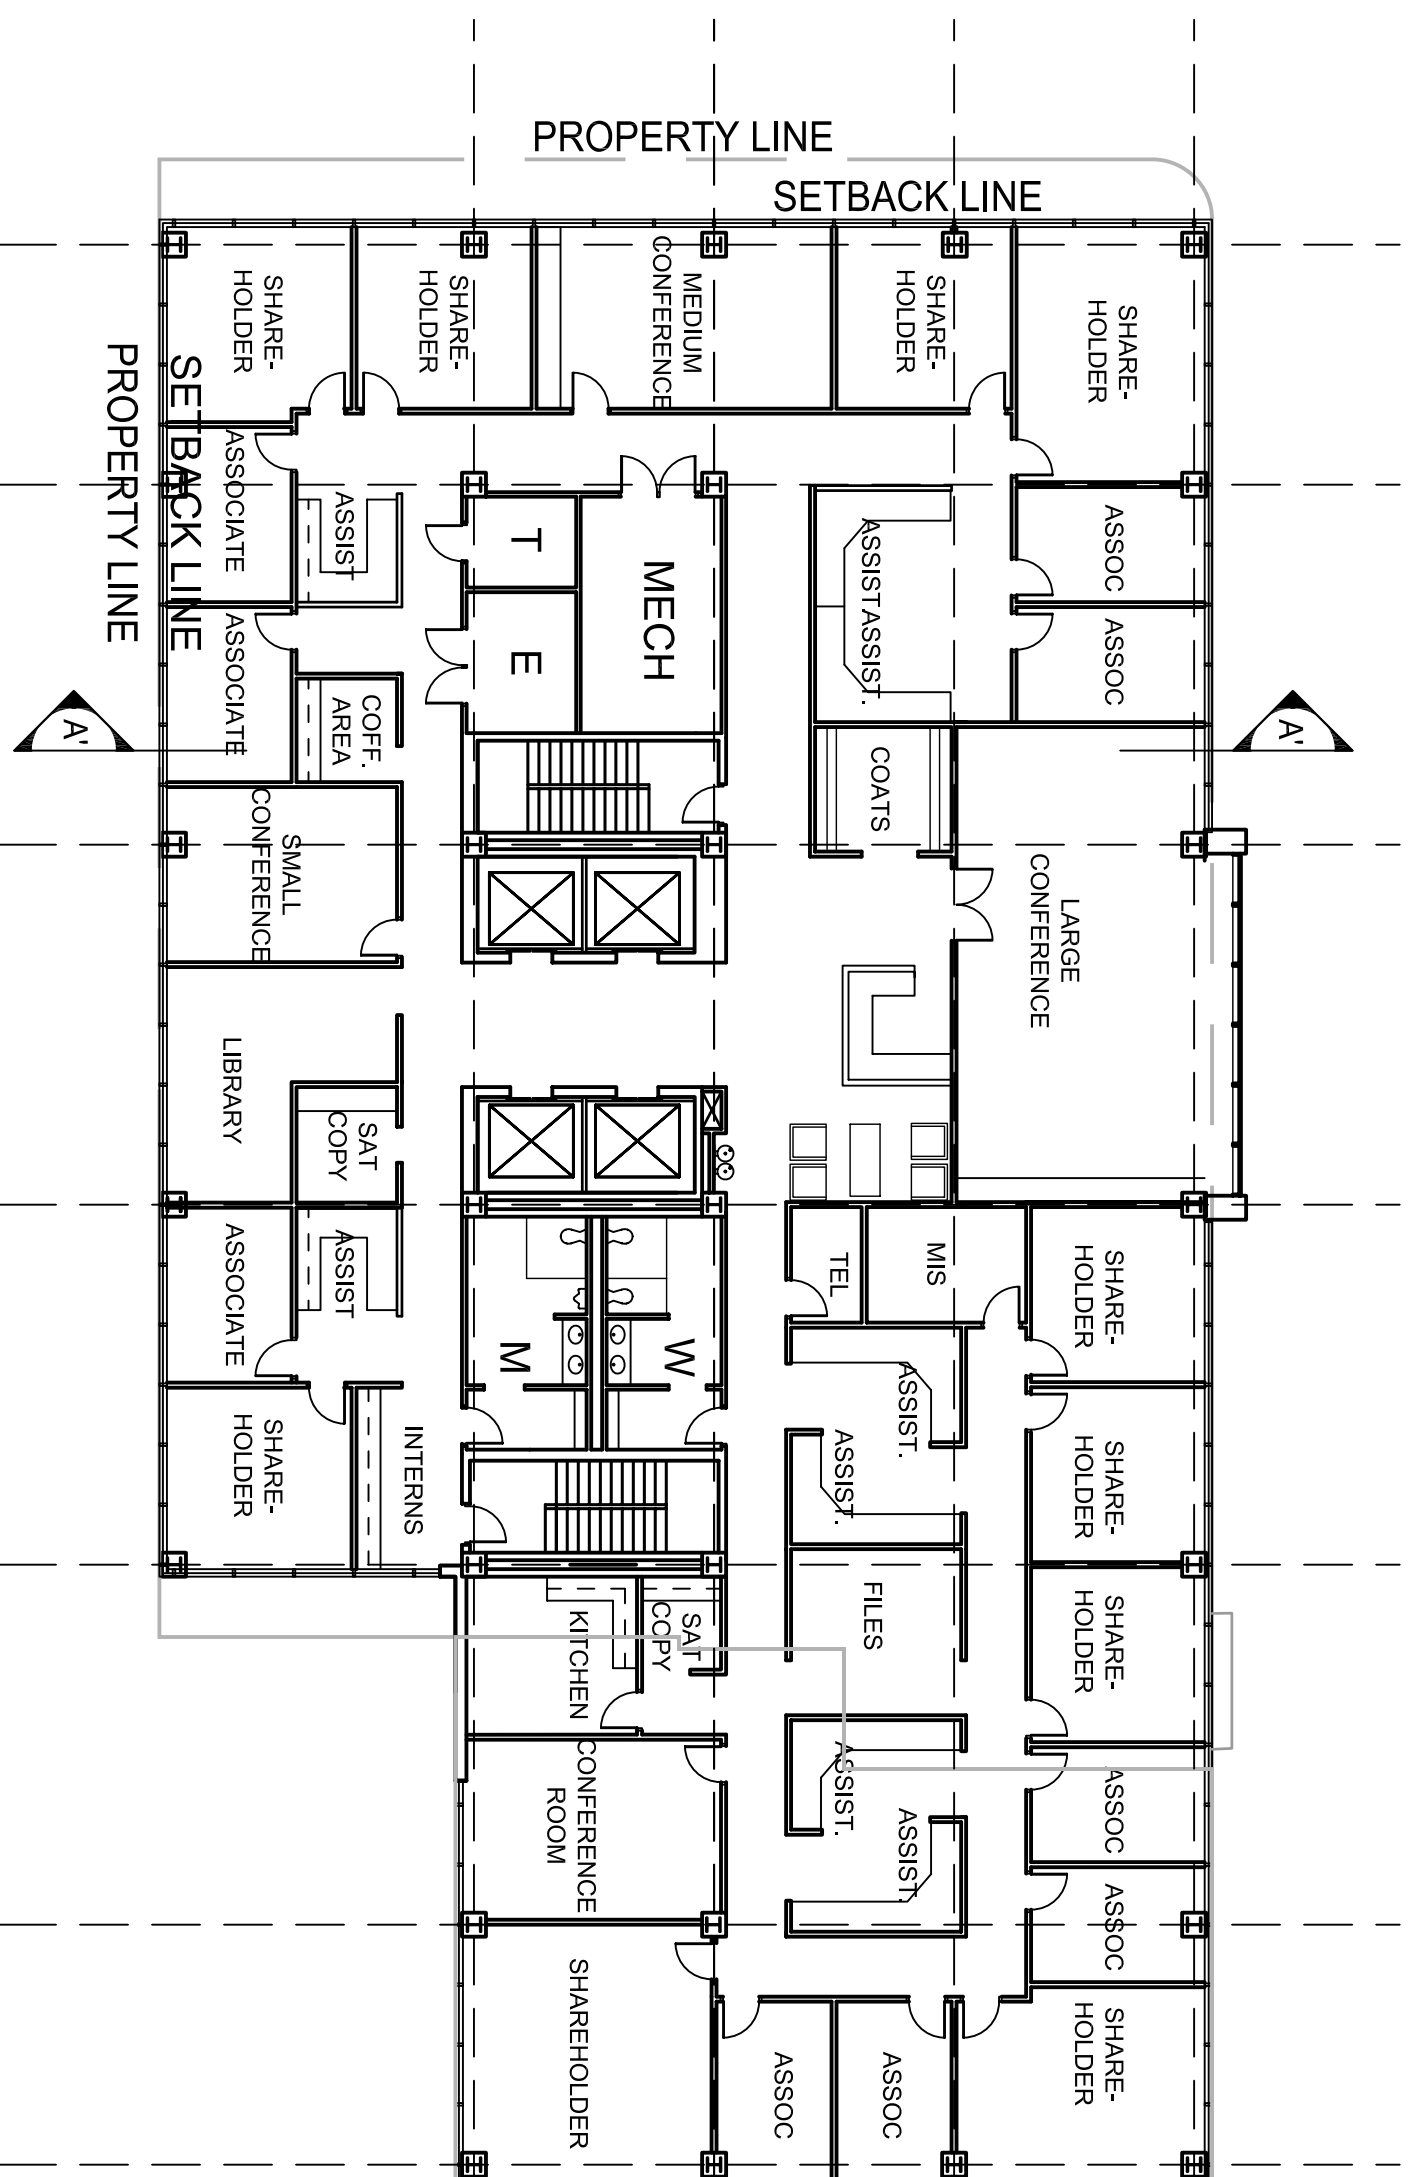 PROPERTY LINE
SETBACK LINE
PROPERTY LINE
SETBACK LINE
SHARE-
HOLDER
SHARE-
HOLDER
MEDIUM
CONFERENCE
SHARE-
HOLDER
SHARE-
HOLDER
ASSOCIATE
ASSIST
T
MECH
ASSIST.
ASSIST.
ASSOC
ASSOCIATE
E
ASSOC
COFF.
AREA
A'
A'
COATS
SMALL
CONFERENCE
LARGE
CONFERENCE
LIBRARY
SAT
COPY
ASSOCIATE
ASSIST
M
W
TEL
MIS
SHARE-
HOLDER
SHARE-
HOLDER
INTERNS
ASSIST.
ASSIST.
SHARE-
HOLDER
KITCHEN
SAT
COPY
FILES
SHARE-
HOLDER
CONFERENCE
ROOM
ASSIST.
ASSIST.
ASSOC
ASSOC
SHAREHOLDER
ASSOC
ASSOC
SHARE-
HOLDER